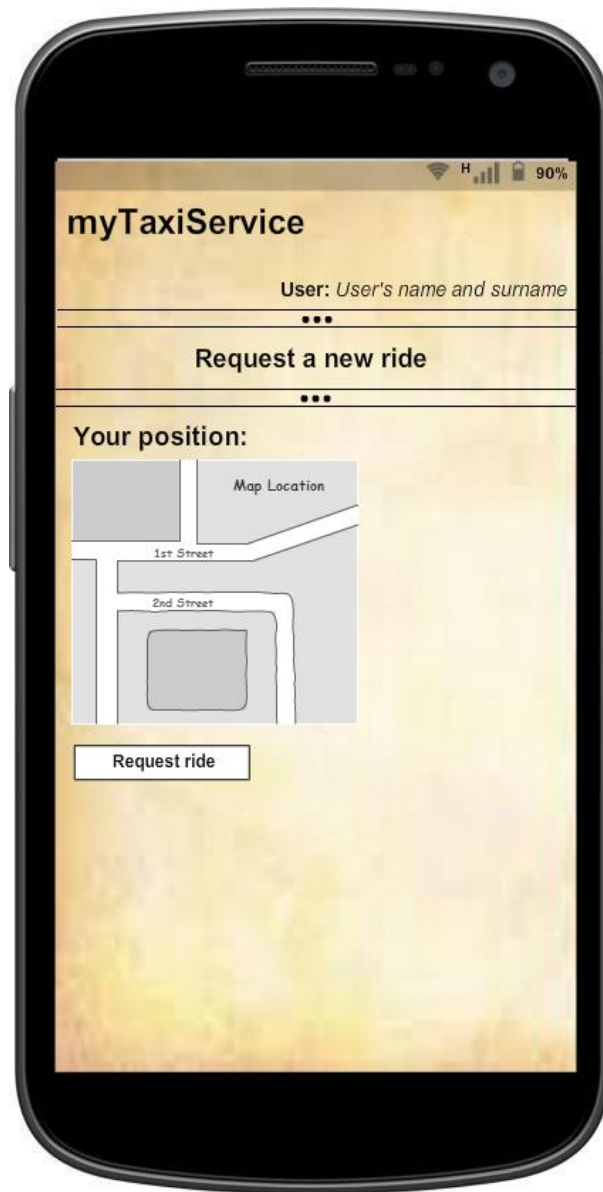 H 90%
myTaxiService
User: User's name and surname
Request a new ride
Your position:
Map Location
1st Street
2nd Street
Request ride